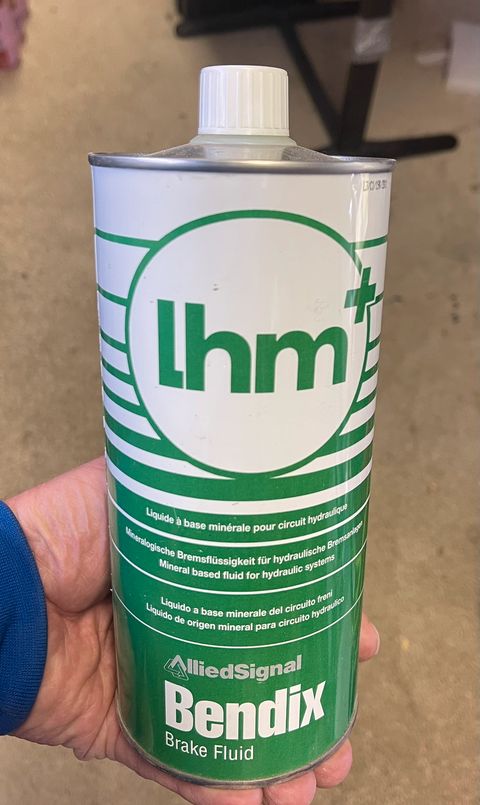 lhm+
Liquide à base minérale pour circuit hydraulique
Mineralogische Bremsflüssigkeit für hydraulische Bremsanlagen
Mineral based fluid for hydraulic systems
Liquido a base minerale del circuito freni
Liquido de origen mineral para circuito hydraulico
AlliedSignal
Bendix
Brake Fluid